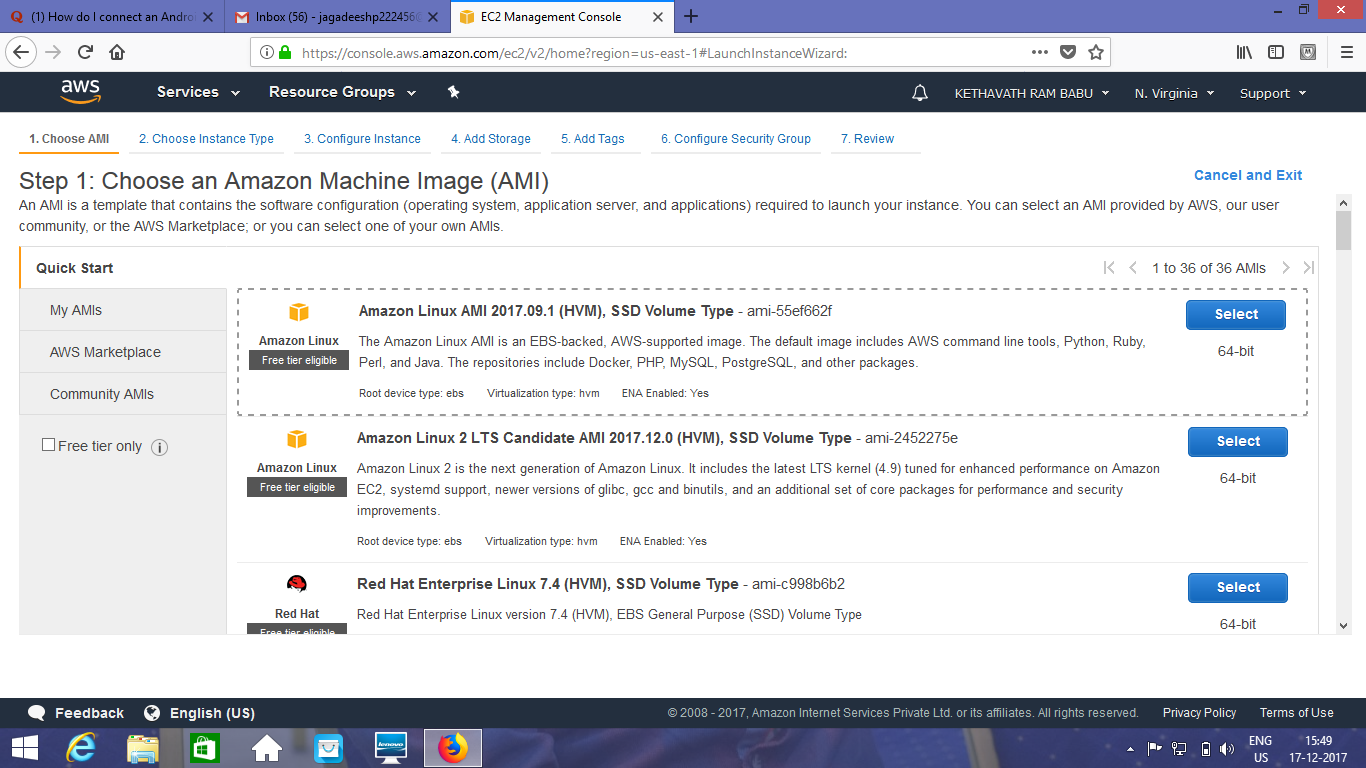 (1) How do I connect an Andro
Inbox (56) - jagadeeshp222456@
EC2 Management Console
https://console.aws.amazon.com/ec2/v2/home?region=us-east-1#LaunchInstanceWizard:
aws
Services
Resource Groups
KETHAVATH RAM BABU
N. Virginia
Support
1. Choose AMI
2. Choose Instance Type
3. Configure Instance
4. Add Storage
5. Add Tags
6. Configure Security Group
7. Review
Step 1: Choose an Amazon Machine Image (AMI)
Cancel and Exit
An AMI is a template that contains the software configuration (operating system, application server, and applications) required to launch your instance. You can select an AMI provided by AWS, our user
community, or the AWS Marketplace; or you can select one of your own AMIs.
Quick Start
1 to 36 of 36 AMIs
My AMIs
AWS Marketplace
Community AMIs
Free tier only
Amazon Linux
Free tier eligible
Amazon Linux AMI 2017.09.1 (HVM), SSD Volume Type - ami-55ef662f
The Amazon Linux AMI is an EBS-backed, AWS-supported image. The default image includes AWS command line tools, Python, Ruby,
Perl, and Java. The repositories include Docker, PHP, MySQL, PostgreSQL, and other packages.
Root device type: ebs Virtualization type: hvm ENA Enabled: Yes
Select
64-bit
Amazon Linux
Free tier eligible
Amazon Linux 2 LTS Candidate AMI 2017.12.0 (HVM), SSD Volume Type - ami-2452275e
Amazon Linux 2 is the next generation of Amazon Linux. It includes the latest LTS kernel (4.9) tuned for enhanced performance on Amazon
EC2, systemd support, newer versions of glibc, gcc and binutils, and an additional set of core packages for performance and security
improvements.
Root device type: ebs Virtualization type: hvm ENA Enabled: Yes
Select
64-bit
Red Hat
Free tier eligible
Red Hat Enterprise Linux 7.4 (HVM), SSD Volume Type - ami-c998b6b2
Red Hat Enterprise Linux version 7.4 (HVM), EBS General Purpose (SSD) Volume Type
Select
64-bit
Feedback
English (US)
© 2008 - 2017, Amazon Internet Services Private Ltd. or its affiliates. All rights reserved.
Privacy Policy
Terms of Use
lenovo
ENG
US
15:49
17-12-2017